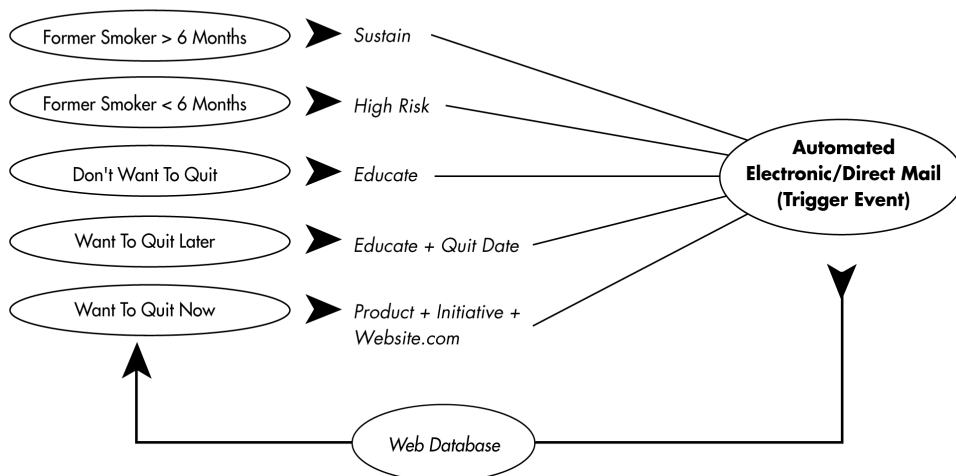 Former Smoker > 6 Months
Sustain
Former Smoker < 6 Months
High Risk
Don't Want To Quit
Educate
Want To Quit Later
Educate + Quit Date
Want To Quit Now
Product + Initiative +
Website.com
Automated
Electronic/Direct Mail
(Trigger Event)
Web Database